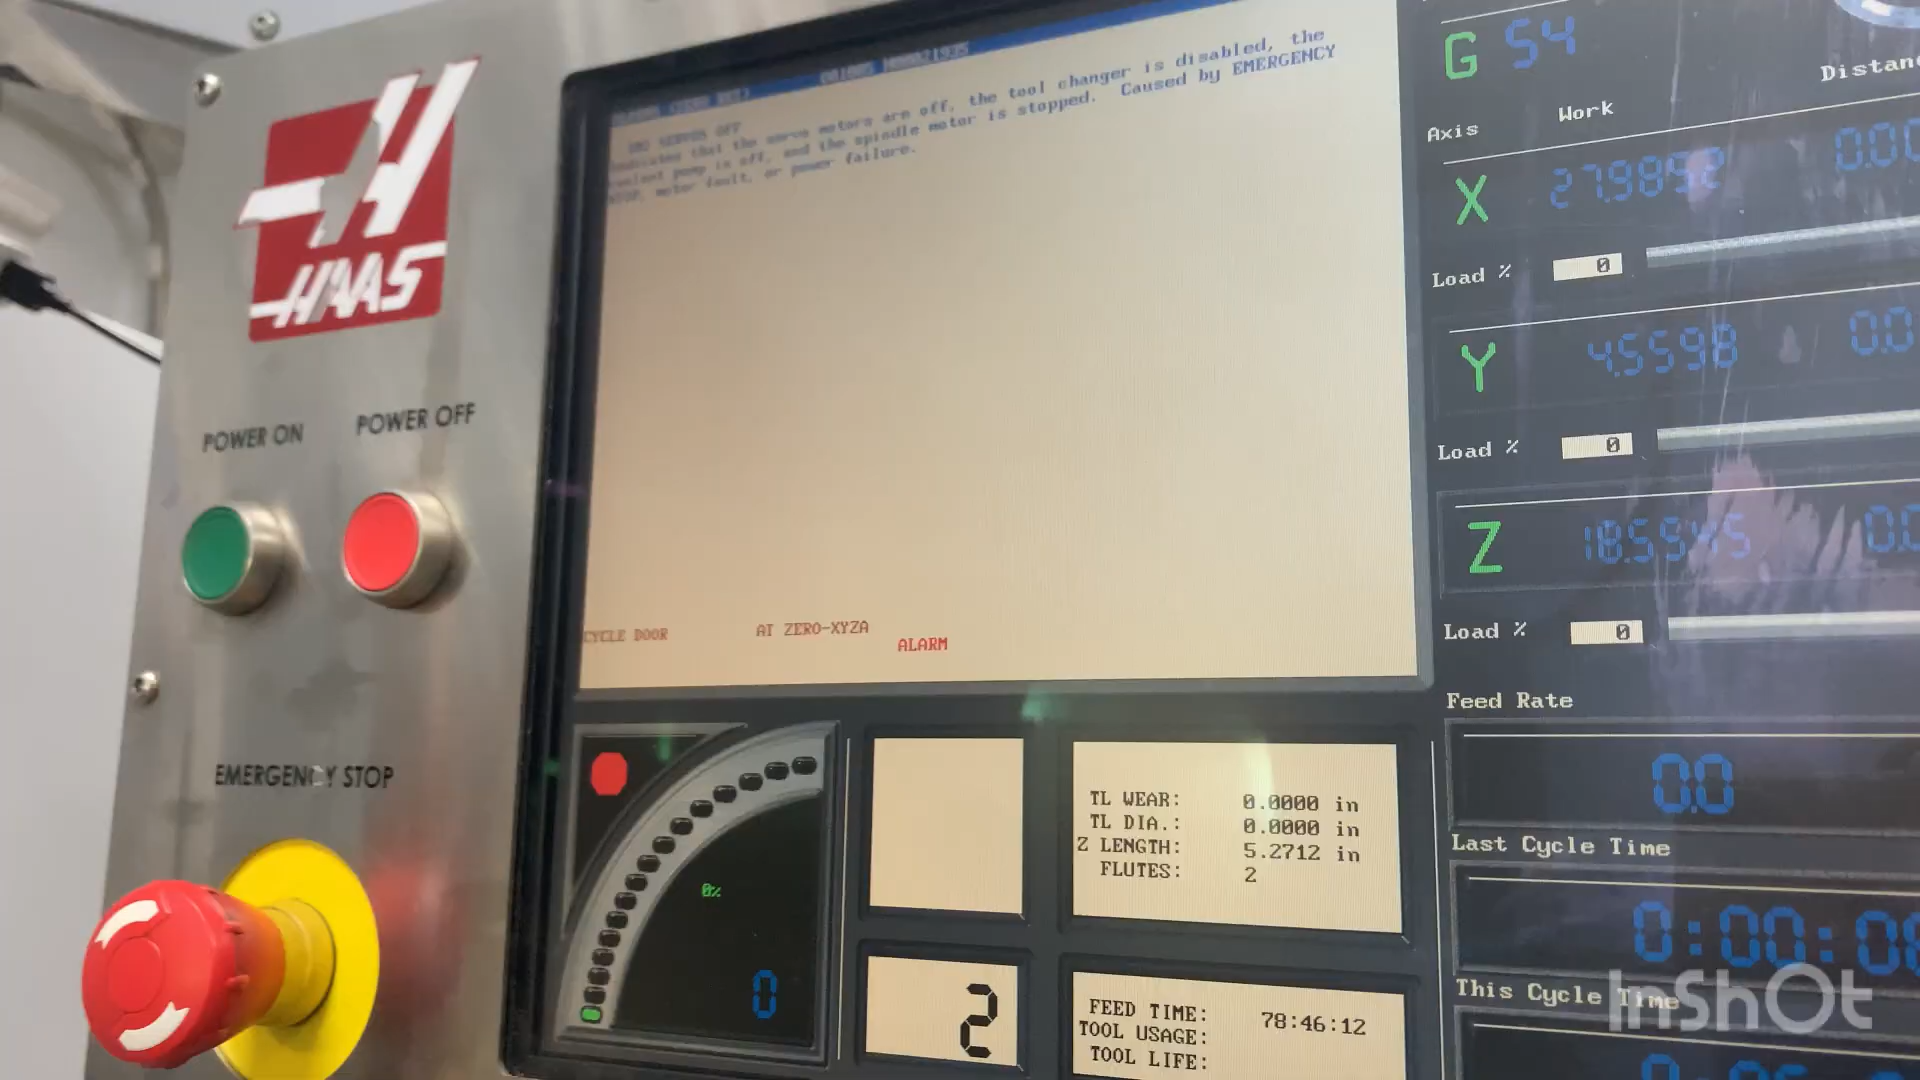 HAAS
POWER ON
POWER OFF
EMERGENCY STOP
SERVOS OFF
indicates that the servo motors are off, the tool changer is disabled, the
coolant pump is off, and the spindle motor is stopped. Caused by EMERGENCY
STOP, motor fault, or power failure.
CYCLE DOOR
AT ZERO-XYZA
ALARM
0%
0
TL WEAR: 0.0000 in
TL DIA.: 0.0000 in
Z LENGTH: 5.2712 in
FLUTES: 2
2
FEED TIME: 78:46:12
TOOL USAGE:
TOOL LIFE:
G 54
Axis Work
X 27.9892
Load % 0
Y 4.5598
Load % 0
Z 18.5945
Load % 0
Feed Rate
0.0
Last Cycle Time
This Cycle Time
InShOt